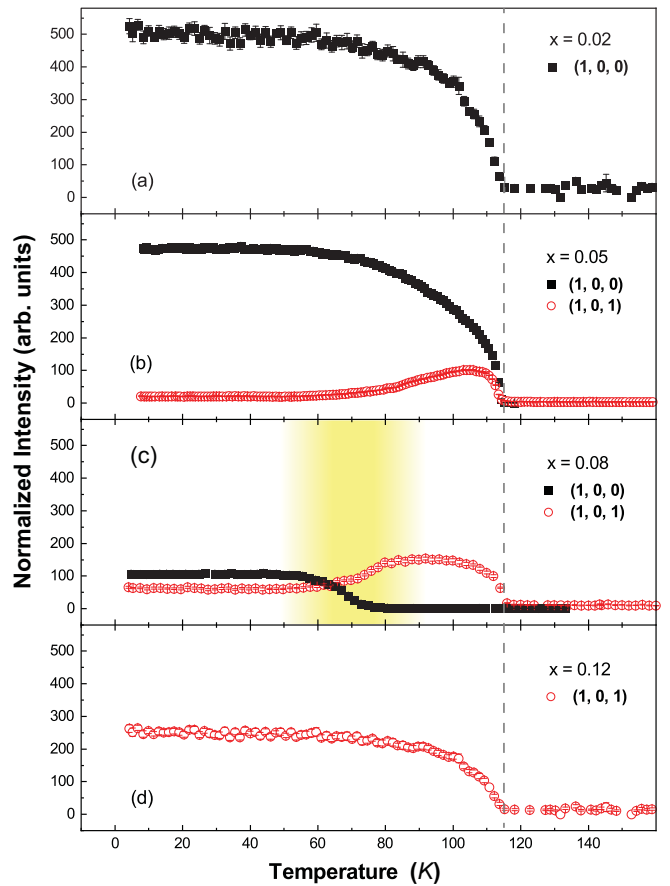 Normalized Intensity (arb. units)
500
400
300
200
100
0
x = 0.02
(1, 0, 0)
(a)
500
400
300
200
100
0
x = 0.05
(1, 0, 0)
(1, 0, 1)
(b)
500
400
300
200
100
0
(c)
x = 0.08
(1, 0, 0)
(1, 0, 1)
500
400
300
200
100
0
x = 0.12
(1, 0, 1)
(d)
0 20 40 60 80 100 120 140
Temperature (K)